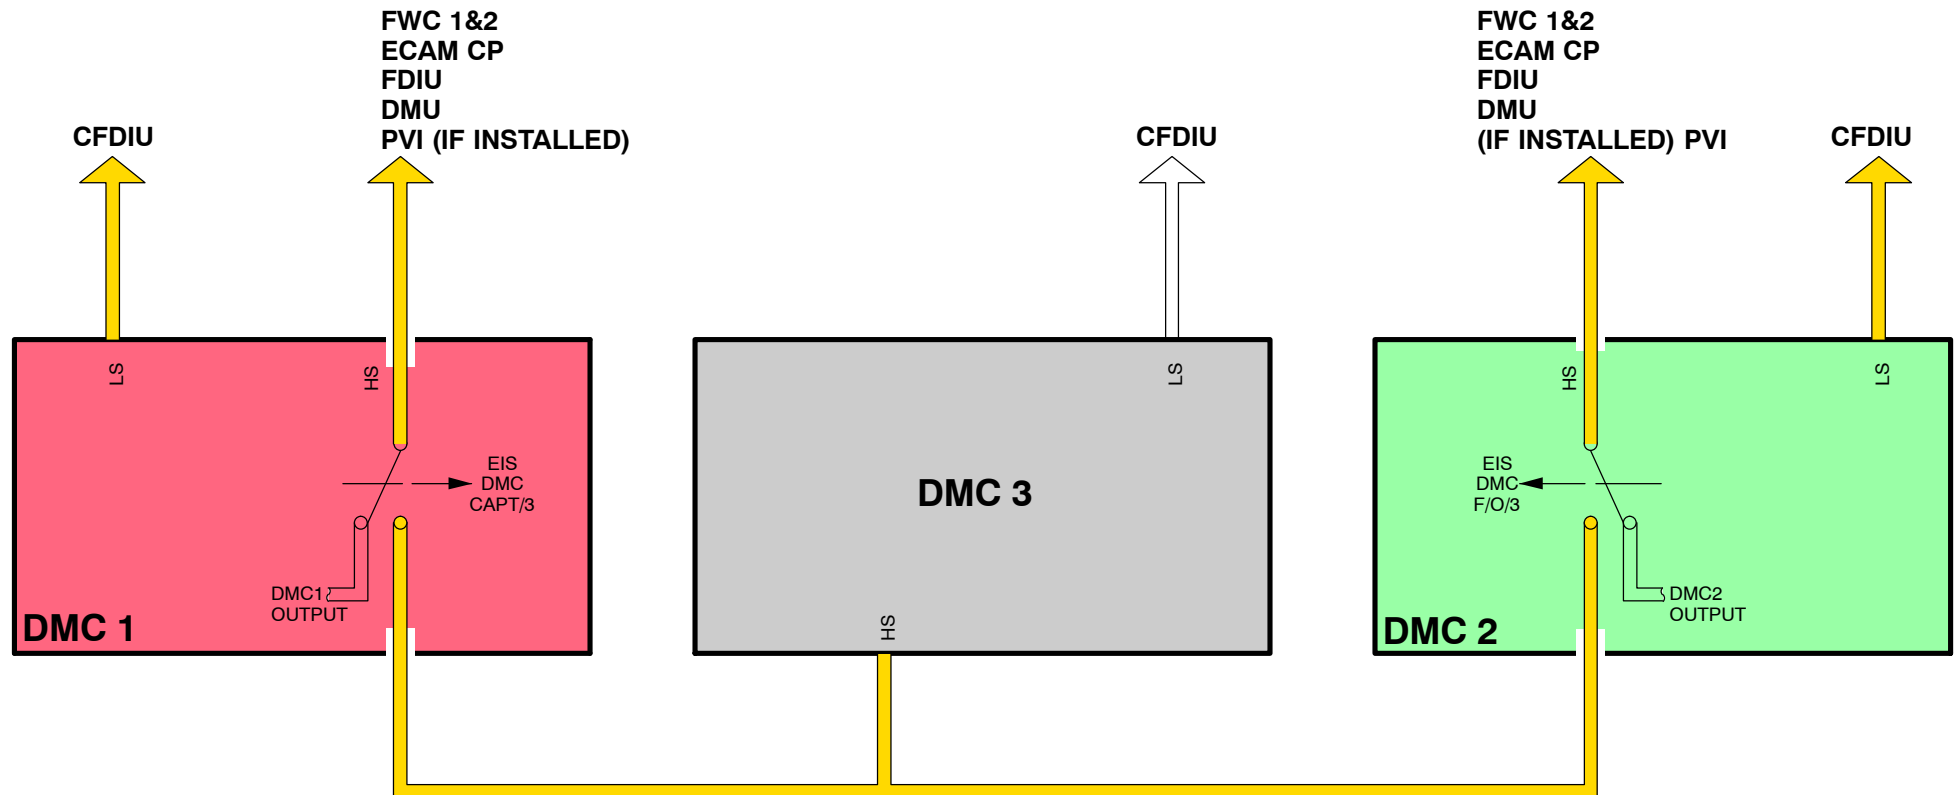 FWC 1&2
ECAM CP
FDIU
DMU
PVI (IF INSTALLED)
CFDIU
CFDIU
FWC 1&2
ECAM CP
FDIU
DMU
(IF INSTALLED) PVI
CFDIU
LS
HS
EIS
DMC
CAPT/3
DMC1
OUTPUT
DMC 1
LS
DMC 3
HS
HS
LS
EIS
DMC
F/O/3
DMC2
OUTPUT
DMC 2